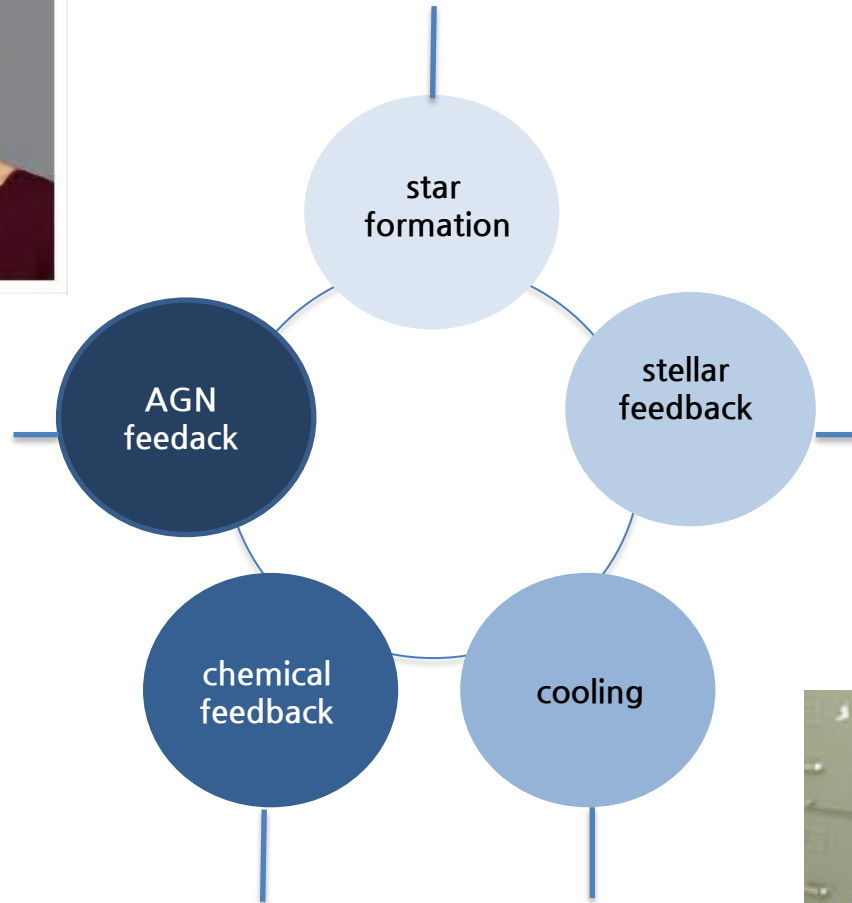 star
formation
stellar
feedback
cooling
chemical
feedback
AGN
feedack